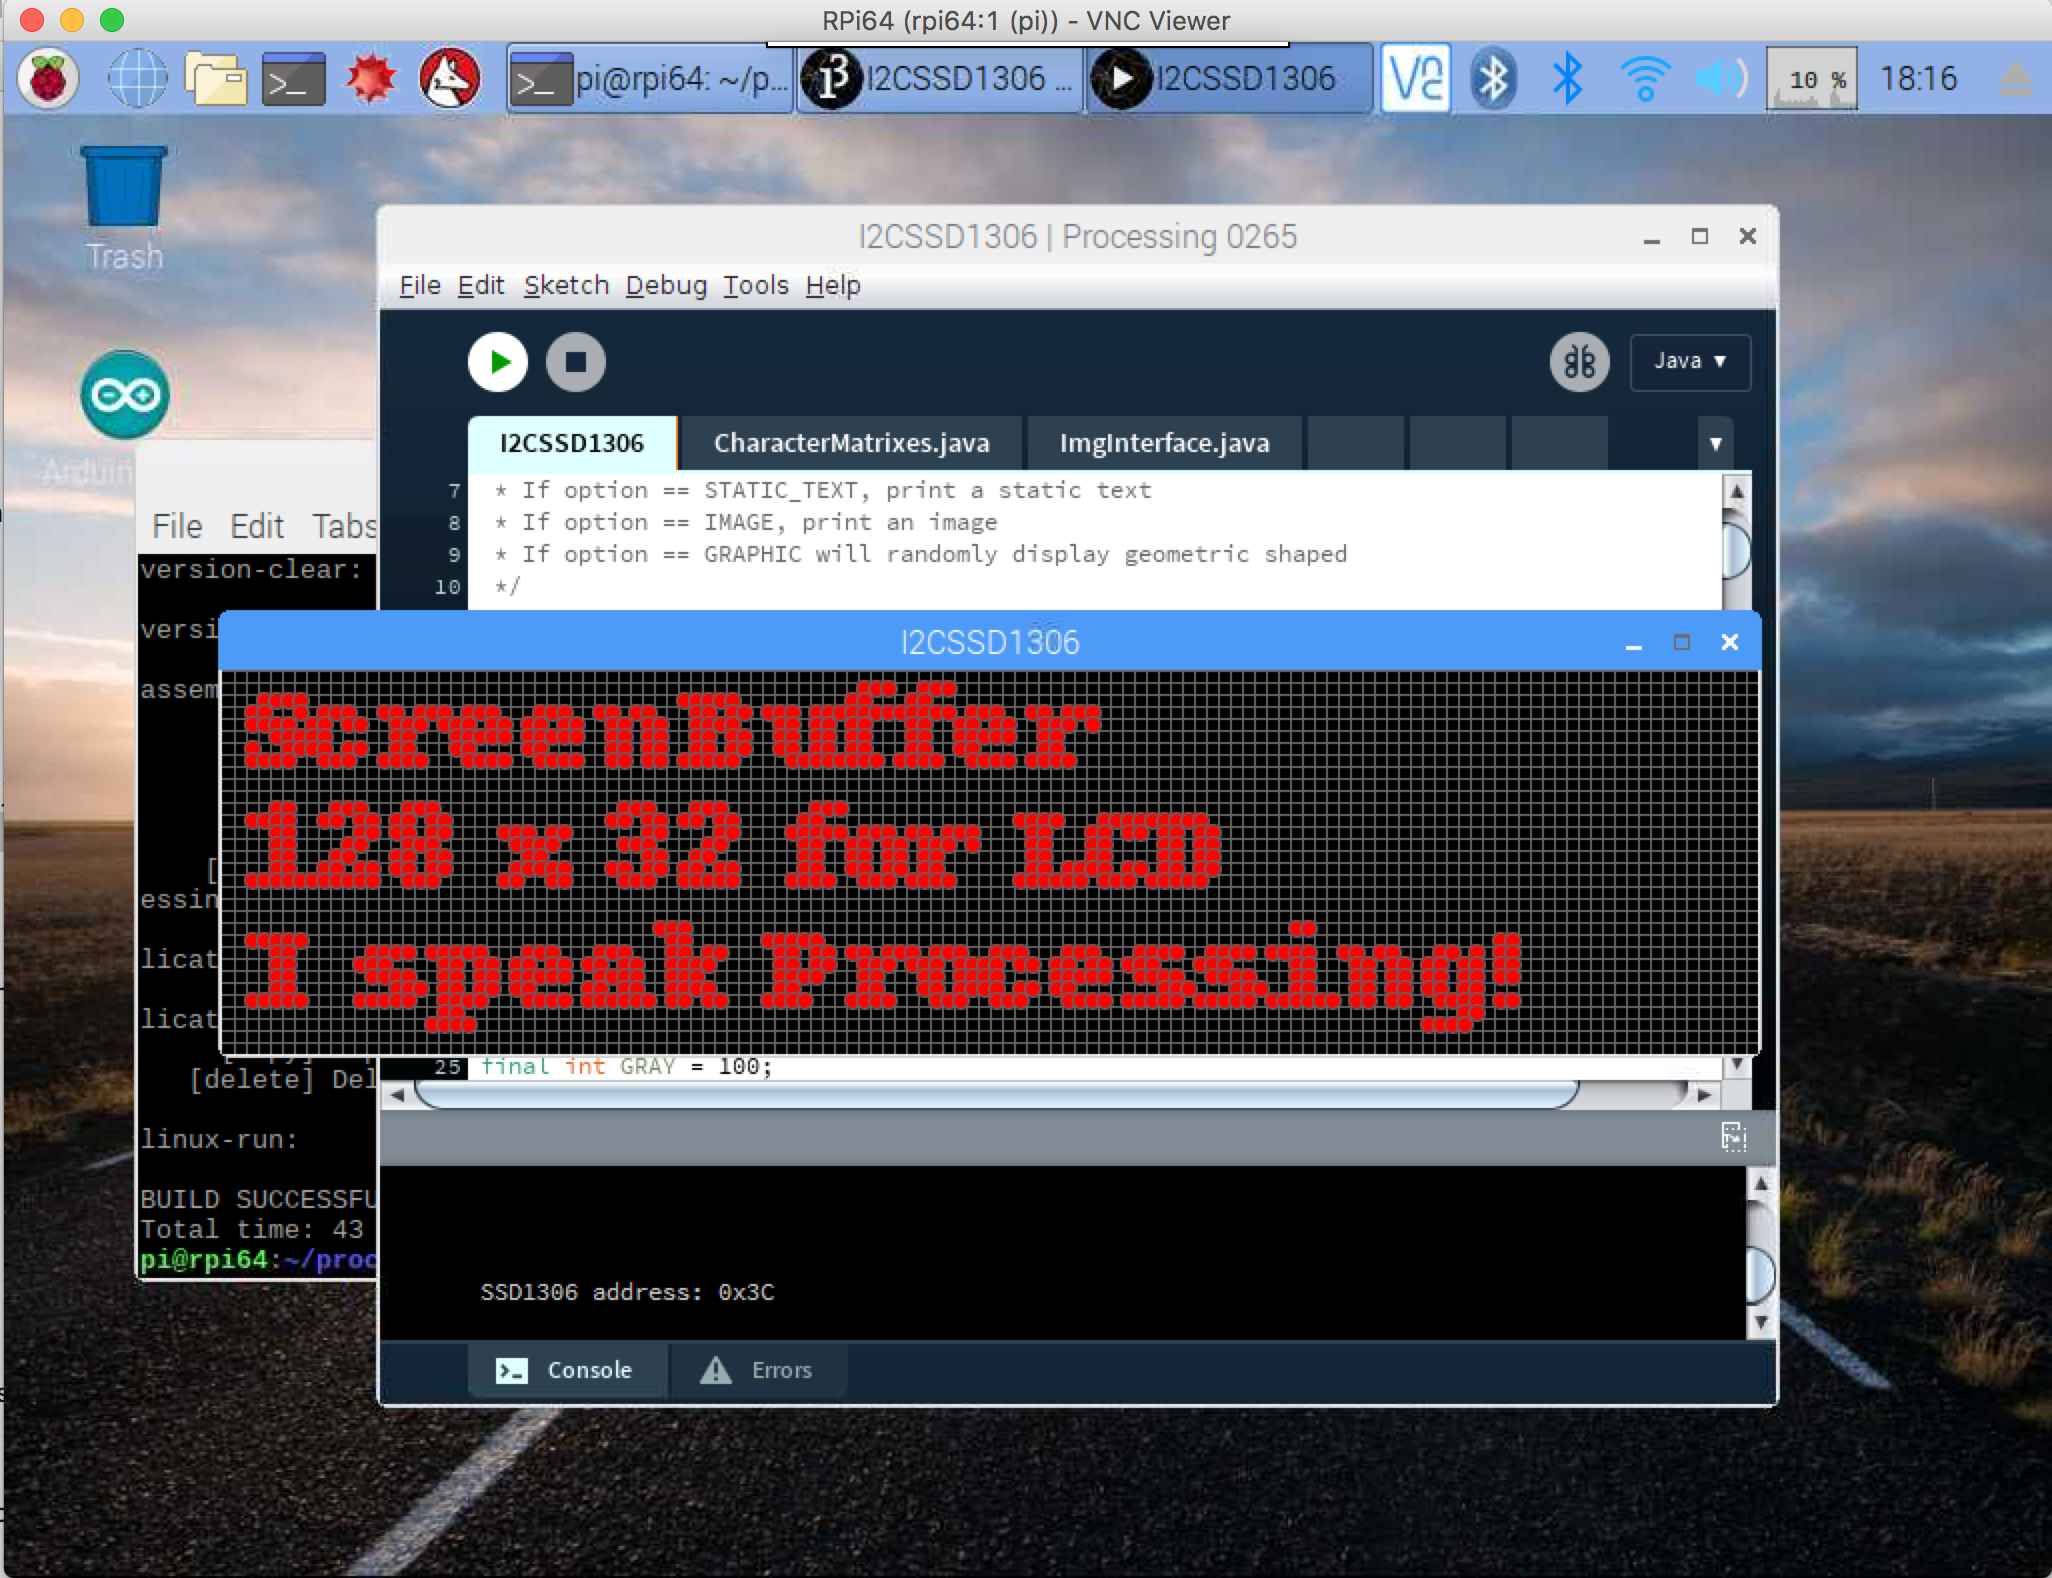 RPi64 (rpi64:1 (pi)) - VNC Viewer
pi@rpi64: ~/p...
I2CSSD1306 ...
I2CSSD1306
10 %
18:16
Trash
I2CSSD1306 | Processing 0265
File Edit Sketch Debug Tools Help
Java
I2CSSD1306 CharacterMatrixes.java ImgInterface.java
7 * If option == STATIC_TEXT, print a static text
8 * If option == IMAGE, print an image
9 * If option == GRAPHIC will randomly display geometric shaped
10 */
Arduin
File Edit Tabs
version-clear:
versi
assem
[
essin
licat
licat
[delete] Del
linux-run:
BUILD SUCCESSFU
Total time: 43
pi@rpi64:~/proc
I2CSSD1306
ScreenBuffer
128 x 32 for LCD
I speak Processing!
25 final int GRAY = 100;
SSD1306 address: 0x3C
Console Errors